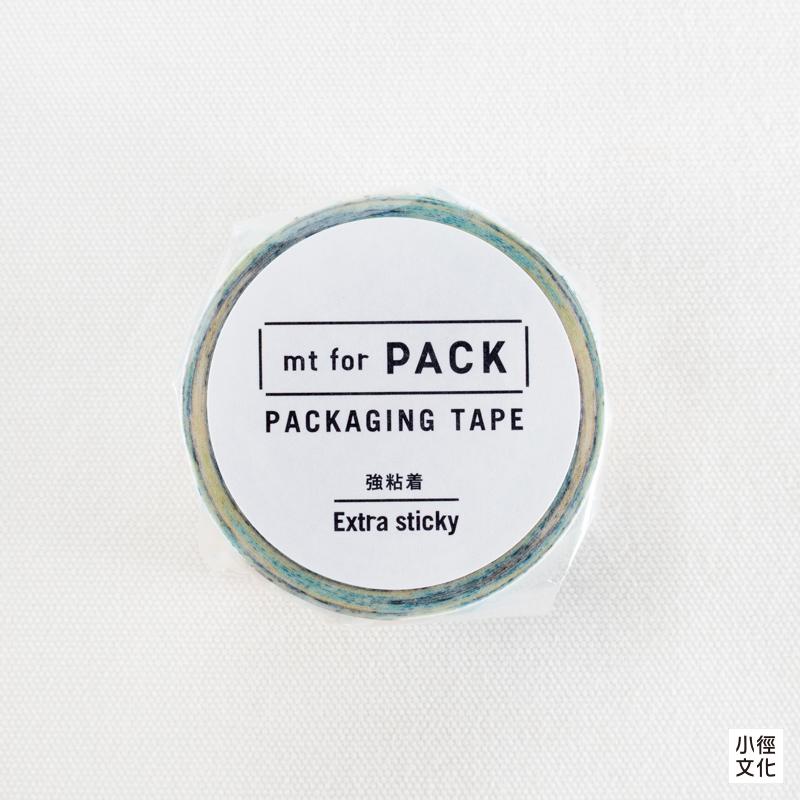 mt for PACK
PACKAGING TAPE
強粘着
Extra sticky
小徑
文化